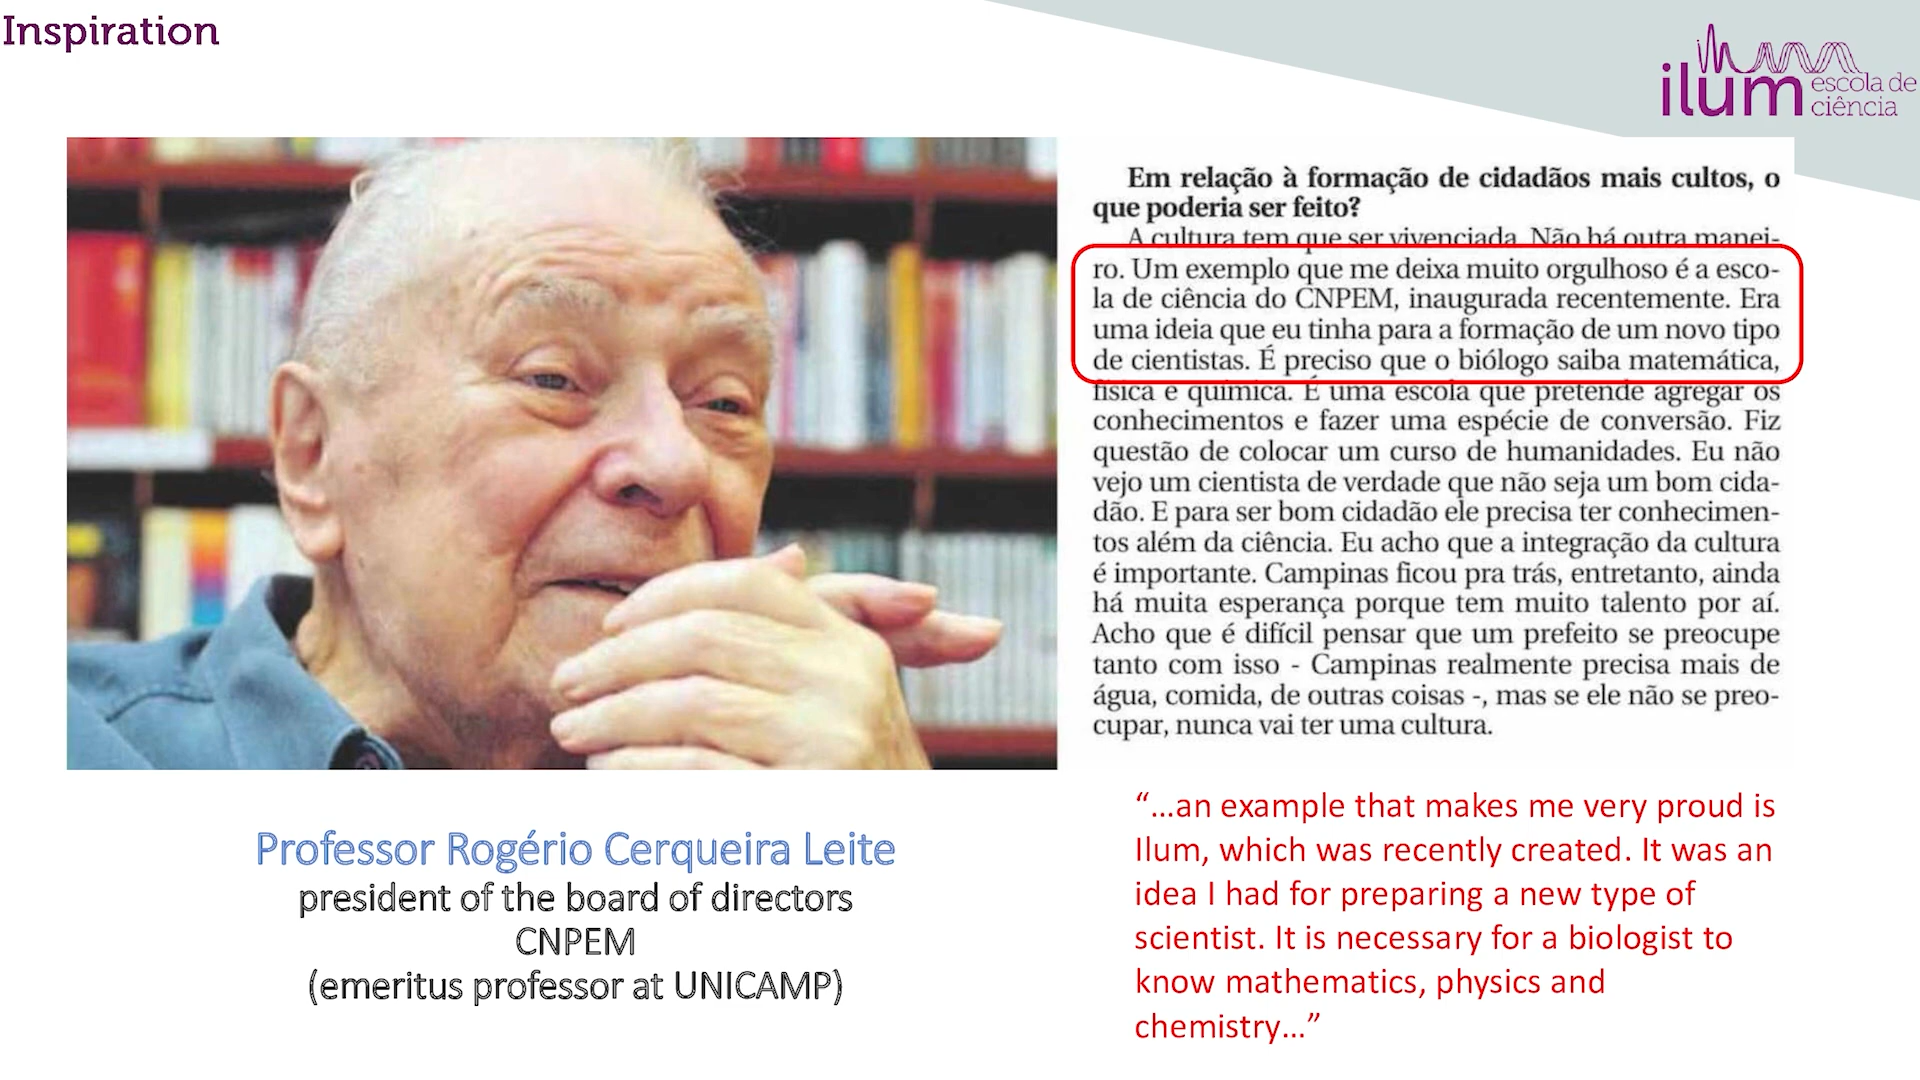 Inspiration
ilum escola de
ciência
Em relação à formação de cidadãos mais cultos, o
que poderia ser feito?
A cultura tem que ser vivenciada. Não há outra manei-
ro. Um exemplo que me deixa muito orgulhoso é a esco-
la de ciência do CNPEM, inaugurada recentemente. Era
uma ideia que eu tinha para a formação de um novo tipo
de cientistas. É preciso que o biólogo saiba matemática,
física e química. É uma escola que pretende agregar os
conhecimentos e fazer uma espécie de conversão. Fiz
questão de colocar um curso de humanidades. Eu não
vejo um cientista de verdade que não seja um bom cida-
dão. E para ser bom cidadão ele precisa ter conhecimen-
tos além da ciência. Eu acho que a integração da cultura
é importante. Campinas ficou pra trás, entretanto, ainda
há muita esperança porque tem muito talento por aí.
Acho que é difícil pensar que um prefeito se preocupe
tanto com isso - Campinas realmente precisa mais de
água, comida, de outras coisas -, mas se ele não se preo-
cupar, nunca vai ter uma cultura.
Professor Rogério Cerqueira Leite
president of the board of directors
CNPEM
(emeritus professor at UNICAMP)
“...an example that makes me very proud is
Ilum, which was recently created. It was an
idea I had for preparing a new type of
scientist. It is necessary for a biologist to
know mathematics, physics and
chemistry...”